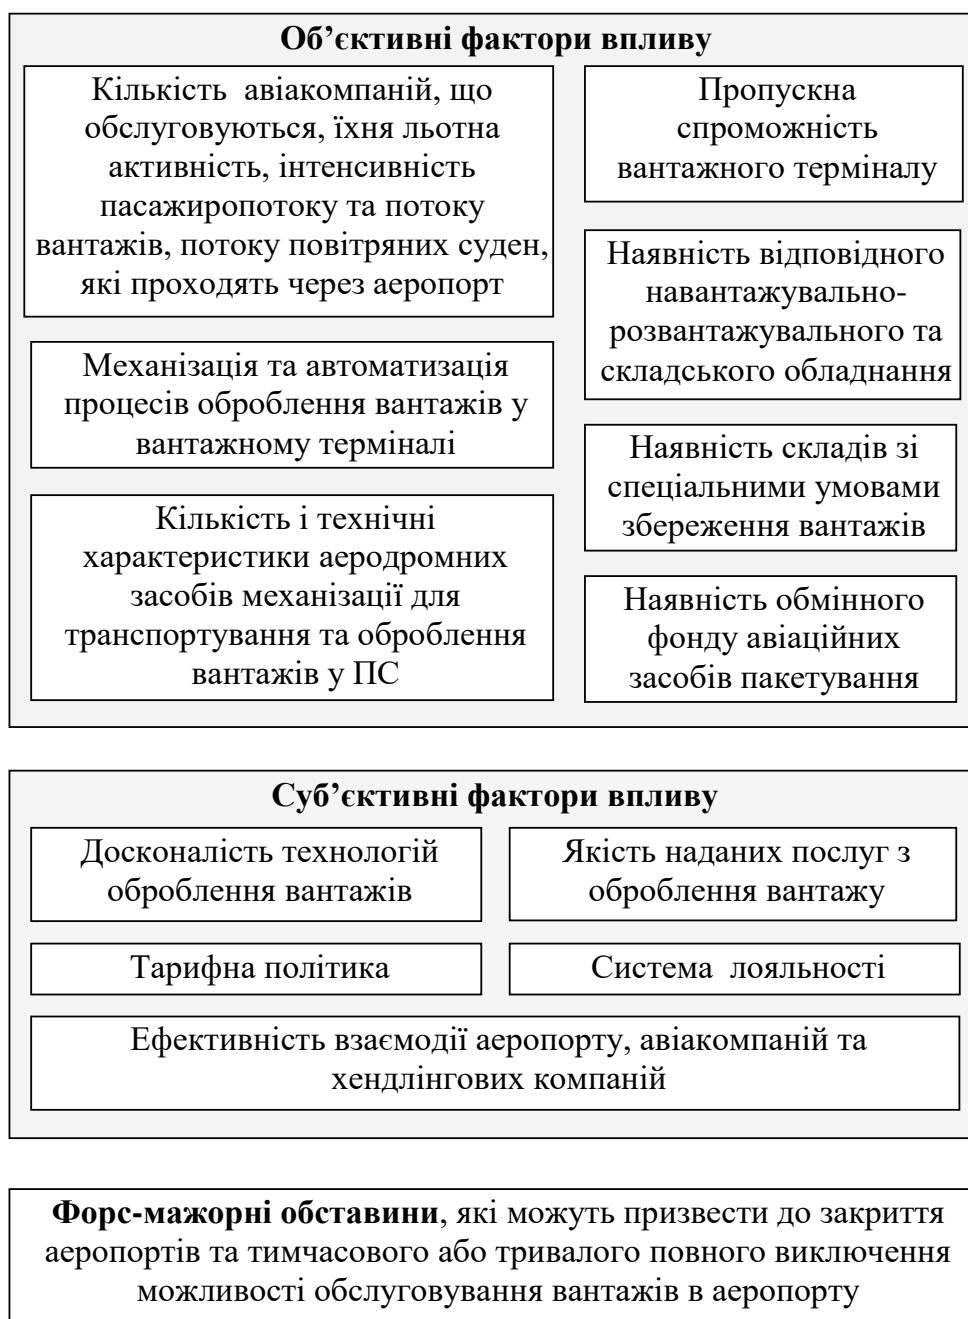 Об’єктивні фактори впливу
Кількість авіакомпаній, що
обслуговуються, їхня льотна
активність, інтенсивність
пасажиропотоку та потоку
вантажів, потоку повітряних суден,
які проходять через аеропорт
Механізація та автоматизація
процесів оброблення вантажів у
вантажному терміналі
Кількість і технічні
характеристики аеродромних
засобів механізації для
транспортування та оброблення
вантажів у ПС
Пропускна
спроможність
вантажного терміналу
Наявність відповідного
навантажувально-
розвантажувального та
складського обладнання
Наявність складів зі
спеціальними умовами
збереження вантажів
Наявність обмінного
фонду авіаційних
засобів пакетування
Суб’єктивні фактори впливу
Досконалість технологій
оброблення вантажів
Якість наданих послуг з
оброблення вантажу
Тарифна політика
Система лояльності
Ефективність взаємодії аеропорту, авіакомпаній та
хендлінгових компаній
Форс-мажорні обставини, які можуть призвести до закриття
аеропортів та тимчасового або тривалого повного виключення
можливості обслуговування вантажів в аеропорту